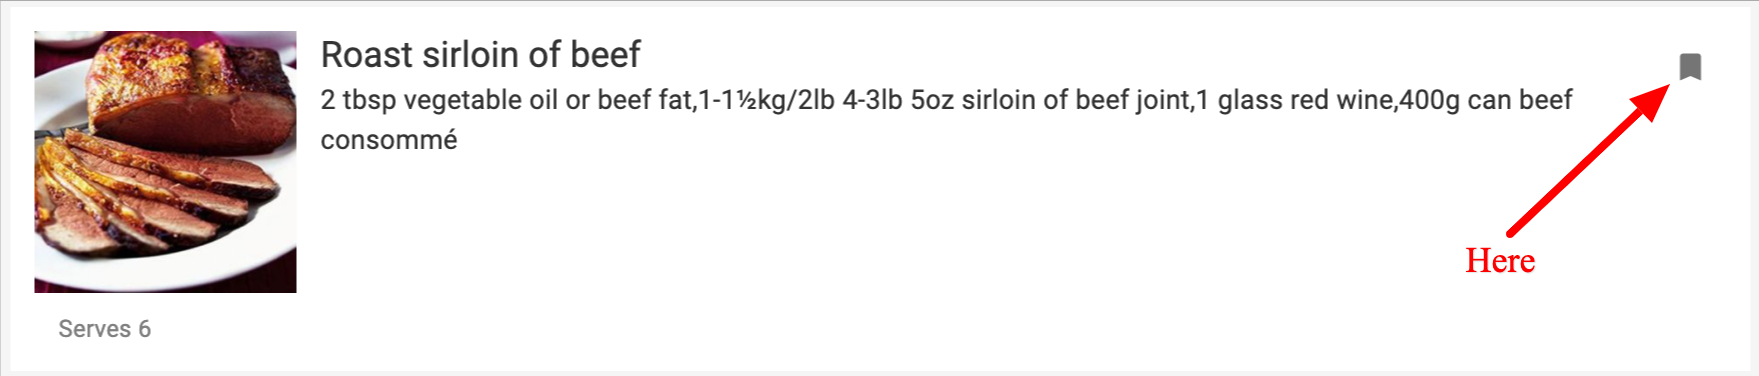 Roast sirloin of beef
2 tbsp vegetable oil or beef fat,1-1½kg/2lb 4-3lb 5oz sirloin of beef joint,1 glass red wine,400g can beef
consommé
Here
Serves 6